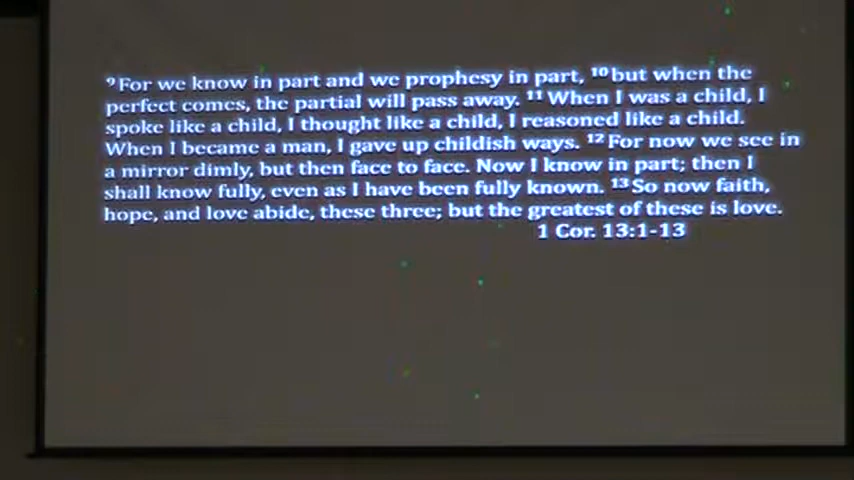 ⁹For we know in part and we prophesy in part, ¹⁰but when the
perfect comes, the partial will pass away. ¹¹When I was a child, I
spoke like a child, I thought like a child, I reasoned like a child.
When I became a man, I gave up childish ways. ¹²For now we see in
a mirror dimly, but then face to face. Now I know in part; then I
shall know fully, even as I have been fully known. ¹³So now faith,
hope, and love abide, these three; but the greatest of these is love.
1 Cor. 13:1-13